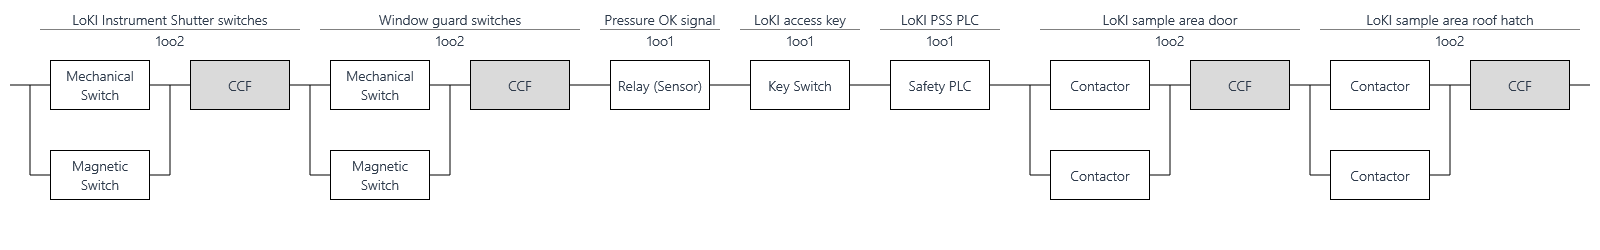 LoKI Instrument Shutter switches
1oo2
Mechanical
Switch
CCF
Magnetic
Switch
Window guard switches
1oo2
Mechanical
Switch
CCF
Magnetic
Switch
Pressure OK signal
1oo1
Relay (Sensor)
LoKI access key
1oo1
Key Switch
LoKI PSS PLC
1oo1
Safety PLC
LoKI sample area door
1oo2
Contactor
CCF
Contactor
LoKI sample area roof hatch
1oo2
Contactor
CCF
Contactor